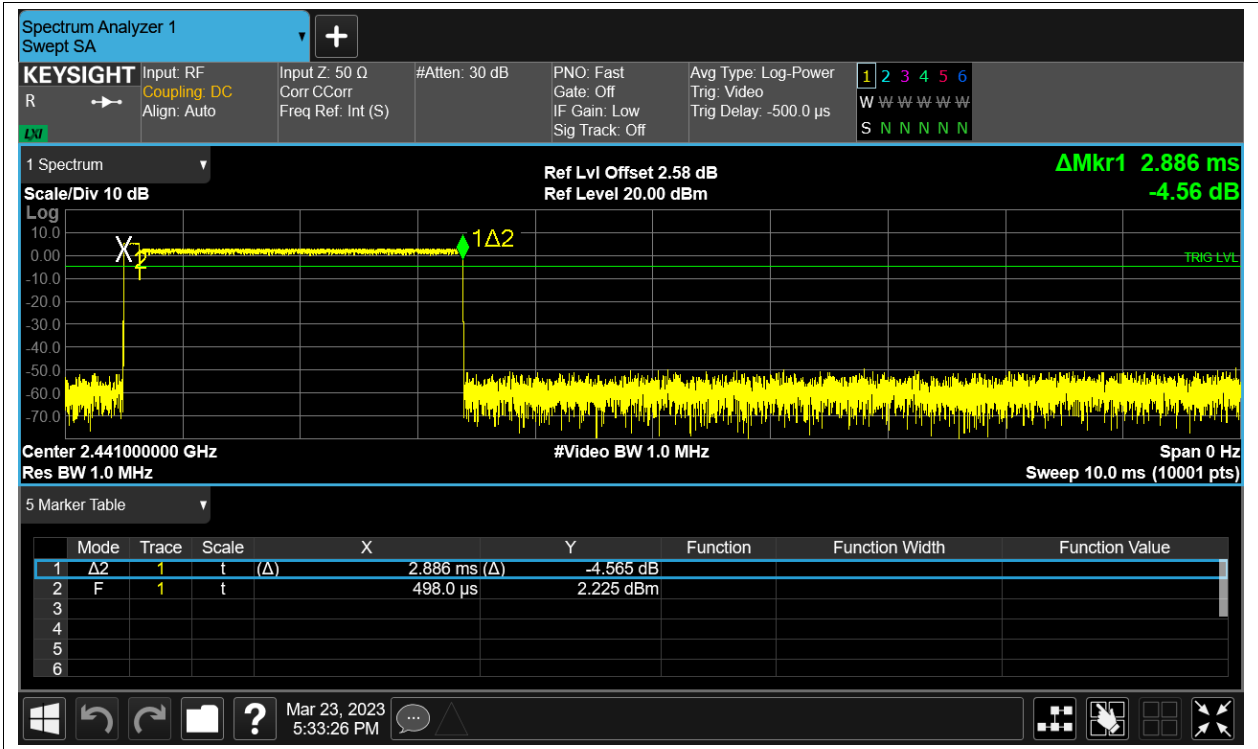 Spectrum Analyzer 1
Swept SA
KEYSIGHT
R
LXI
Input: RF
Coupling: DC
Align: Auto
Input Z: 50 Ω
Corr CCorr
Freq Ref: Int (S)
#Atten: 30 dB
PNO: Fast
Gate: Off
IF Gain: Low
Sig Track: Off
Avg Type: Log-Power
Trig: Video
Trig Delay: -500.0 µs
1 2 3 4 5 6
W W W W W W
S N N N N N
1 Spectrum
Ref Lvl Offset 2.58 dB
ΔMkr1 2.886 ms
Scale/Div 10 dB
Ref Level 20.00 dBm
-4.56 dB
Log
10.0
0.00
-10.0
-20.0
-30.0
-40.0
-50.0
-60.0
-70.0
X
2
1Δ2
TRIG LVL
Center 2.441000000 GHz
#Video BW 1.0 MHz
Span 0 Hz
Res BW 1.0 MHz
Sweep 10.0 ms (10001 pts)
5 Marker Table
Mode Trace Scale X Y Function Function Width Function Value
1 Δ2 1 t (Δ) 2.886 ms (Δ) -4.565 dB
2 F 1 t 498.0 µs 2.225 dBm
3
4
5
6
?
Mar 23, 2023
5:33:26 PM